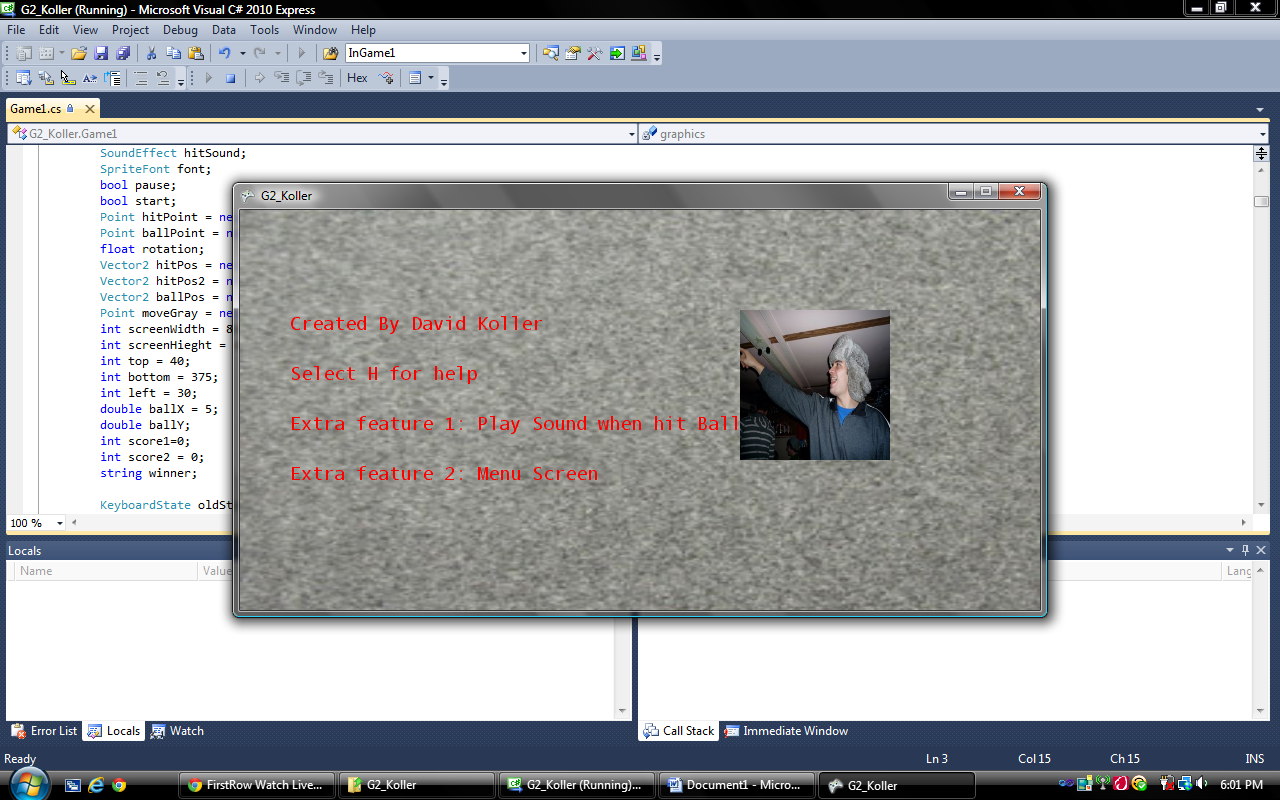 G2_Koller (Running) - Microsoft Visual C# 2010 Express
File Edit View Project Debug Data Tools Window Help
InGame1
Hex
Game1.cs
G2_Koller.Game1 graphics
SoundEffect hitSound;
SpriteFont font;
bool pause;
bool start;
Point hitPoint = ne
Point ballPoint = n
float rotation;
Vector2 hitPos = ne
Vector2 hitPos2 = n
Vector2 ballPos = n
Point moveGray = ne
int screenWidth = 8
int screenHieght =
int top = 40;
int bottom = 375;
int left = 30;
double ballX = 5;
double ballY;
int score1=0;
int score2 = 0;
string winner;
KeyboardState oldSt
G2_Koller
Created By David Koller
Select H for help
Extra feature 1: Play Sound when hit Ball
Extra feature 2: Menu Screen
100 %
Locals
Name Value
Lang
Error List Locals Watch
Call Stack Immediate Window
Ready Ln 3 Col 15 Ch 15 INS
FirstRow Watch Live... G2_Koller G2_Koller (Running)... Document1 - Micro... G2_Koller 6:01 PM